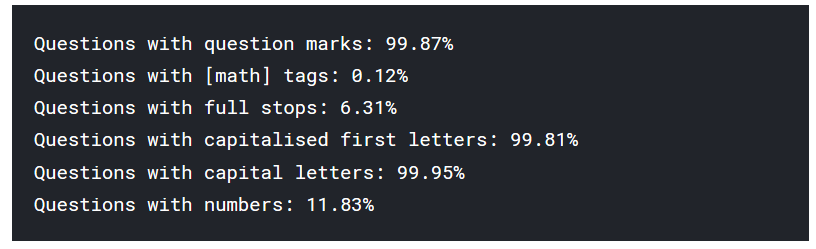 Questions with question marks: 99.87%
Questions with [math] tags: 0.12%
Questions with full stops: 6.31%
Questions with capitalised first letters: 99.81%
Questions with capital letters: 99.95%
Questions with numbers: 11.83%